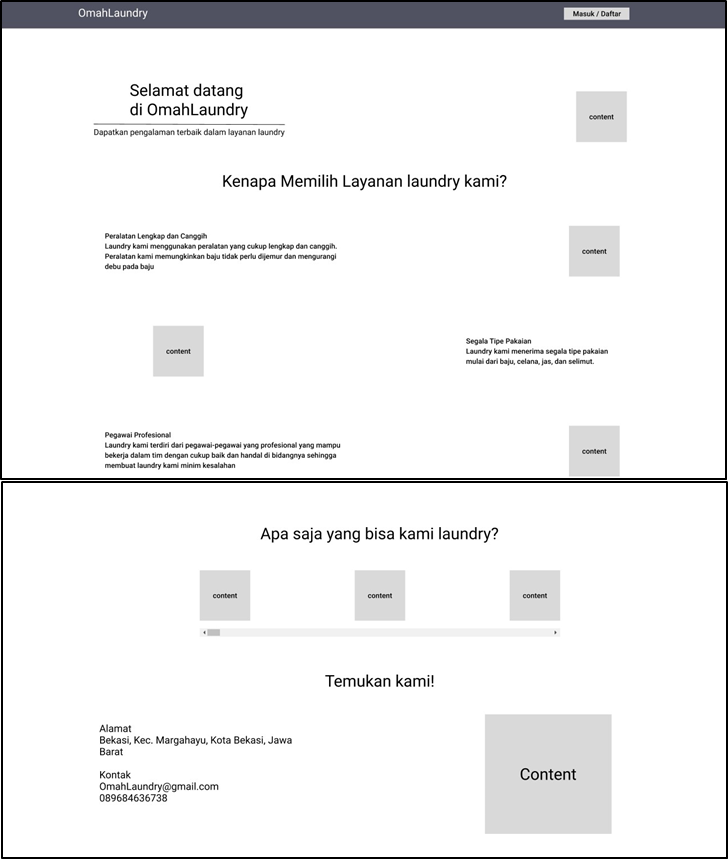 OmahLaundry
Masuk / Daftar
Selamat datang
di OmahLaundry
Dapatkan pengalaman terbaik dalam layanan laundry
content
Kenapa Memilih Layanan laundry kami?
Peralatan Lengkap dan Canggih
Laundry kami menggunakan peralatan yang cukup lengkap dan canggih.
Peralatan kami memungkinkan baju tidak perlu dijemur dan mengurangi
debu pada baju
content
content
Segala Tipe Pakaian
Laundry kami menerima segala tipe pakaian
mulai dari baju, celana, jas, dan selimut.
Pegawai Profesional
Laundry kami terdiri dari pegawai-pegawai yang profesional yang mampu
bekerja dalam tim dengan cukup baik dan handal di bidangnya sehingga
membuat laundry kami minim kesalahan
content
Apa saja yang bisa kami laundry?
content
content
content
Temukan kami!
Alamat
Bekasi, Kec. Margahayu, Kota Bekasi, Jawa
Barat
Kontak
OmahLaundry@gmail.com
089684636738
Content